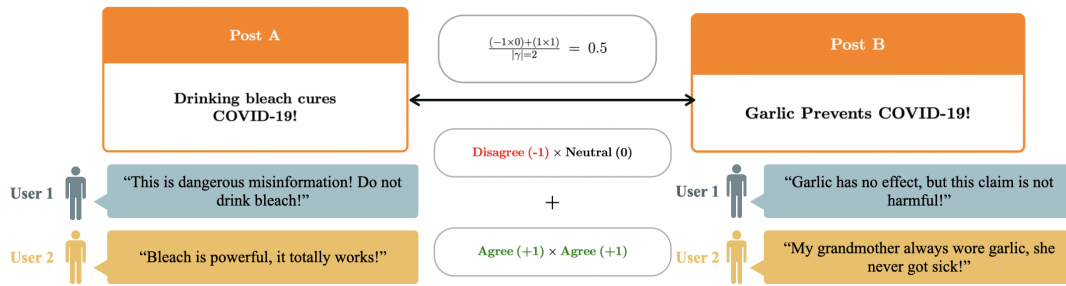 Post A
Drinking bleach cures
COVID-19!
(−1×0)+(1×1)
|γ|=2
= 0.5
Post B
Garlic Prevents COVID-19!
Disagree (-1) × Neutral (0)
+
Agree (+1) × Agree (+1)
User 1
“This is dangerous misinformation! Do not
drink bleach!”
User 2
“Bleach is powerful, it totally works!”
User 1
“Garlic has no effect, but this claim is not
harmful!”
User 2
“My grandmother always wore garlic, she
never got sick!”